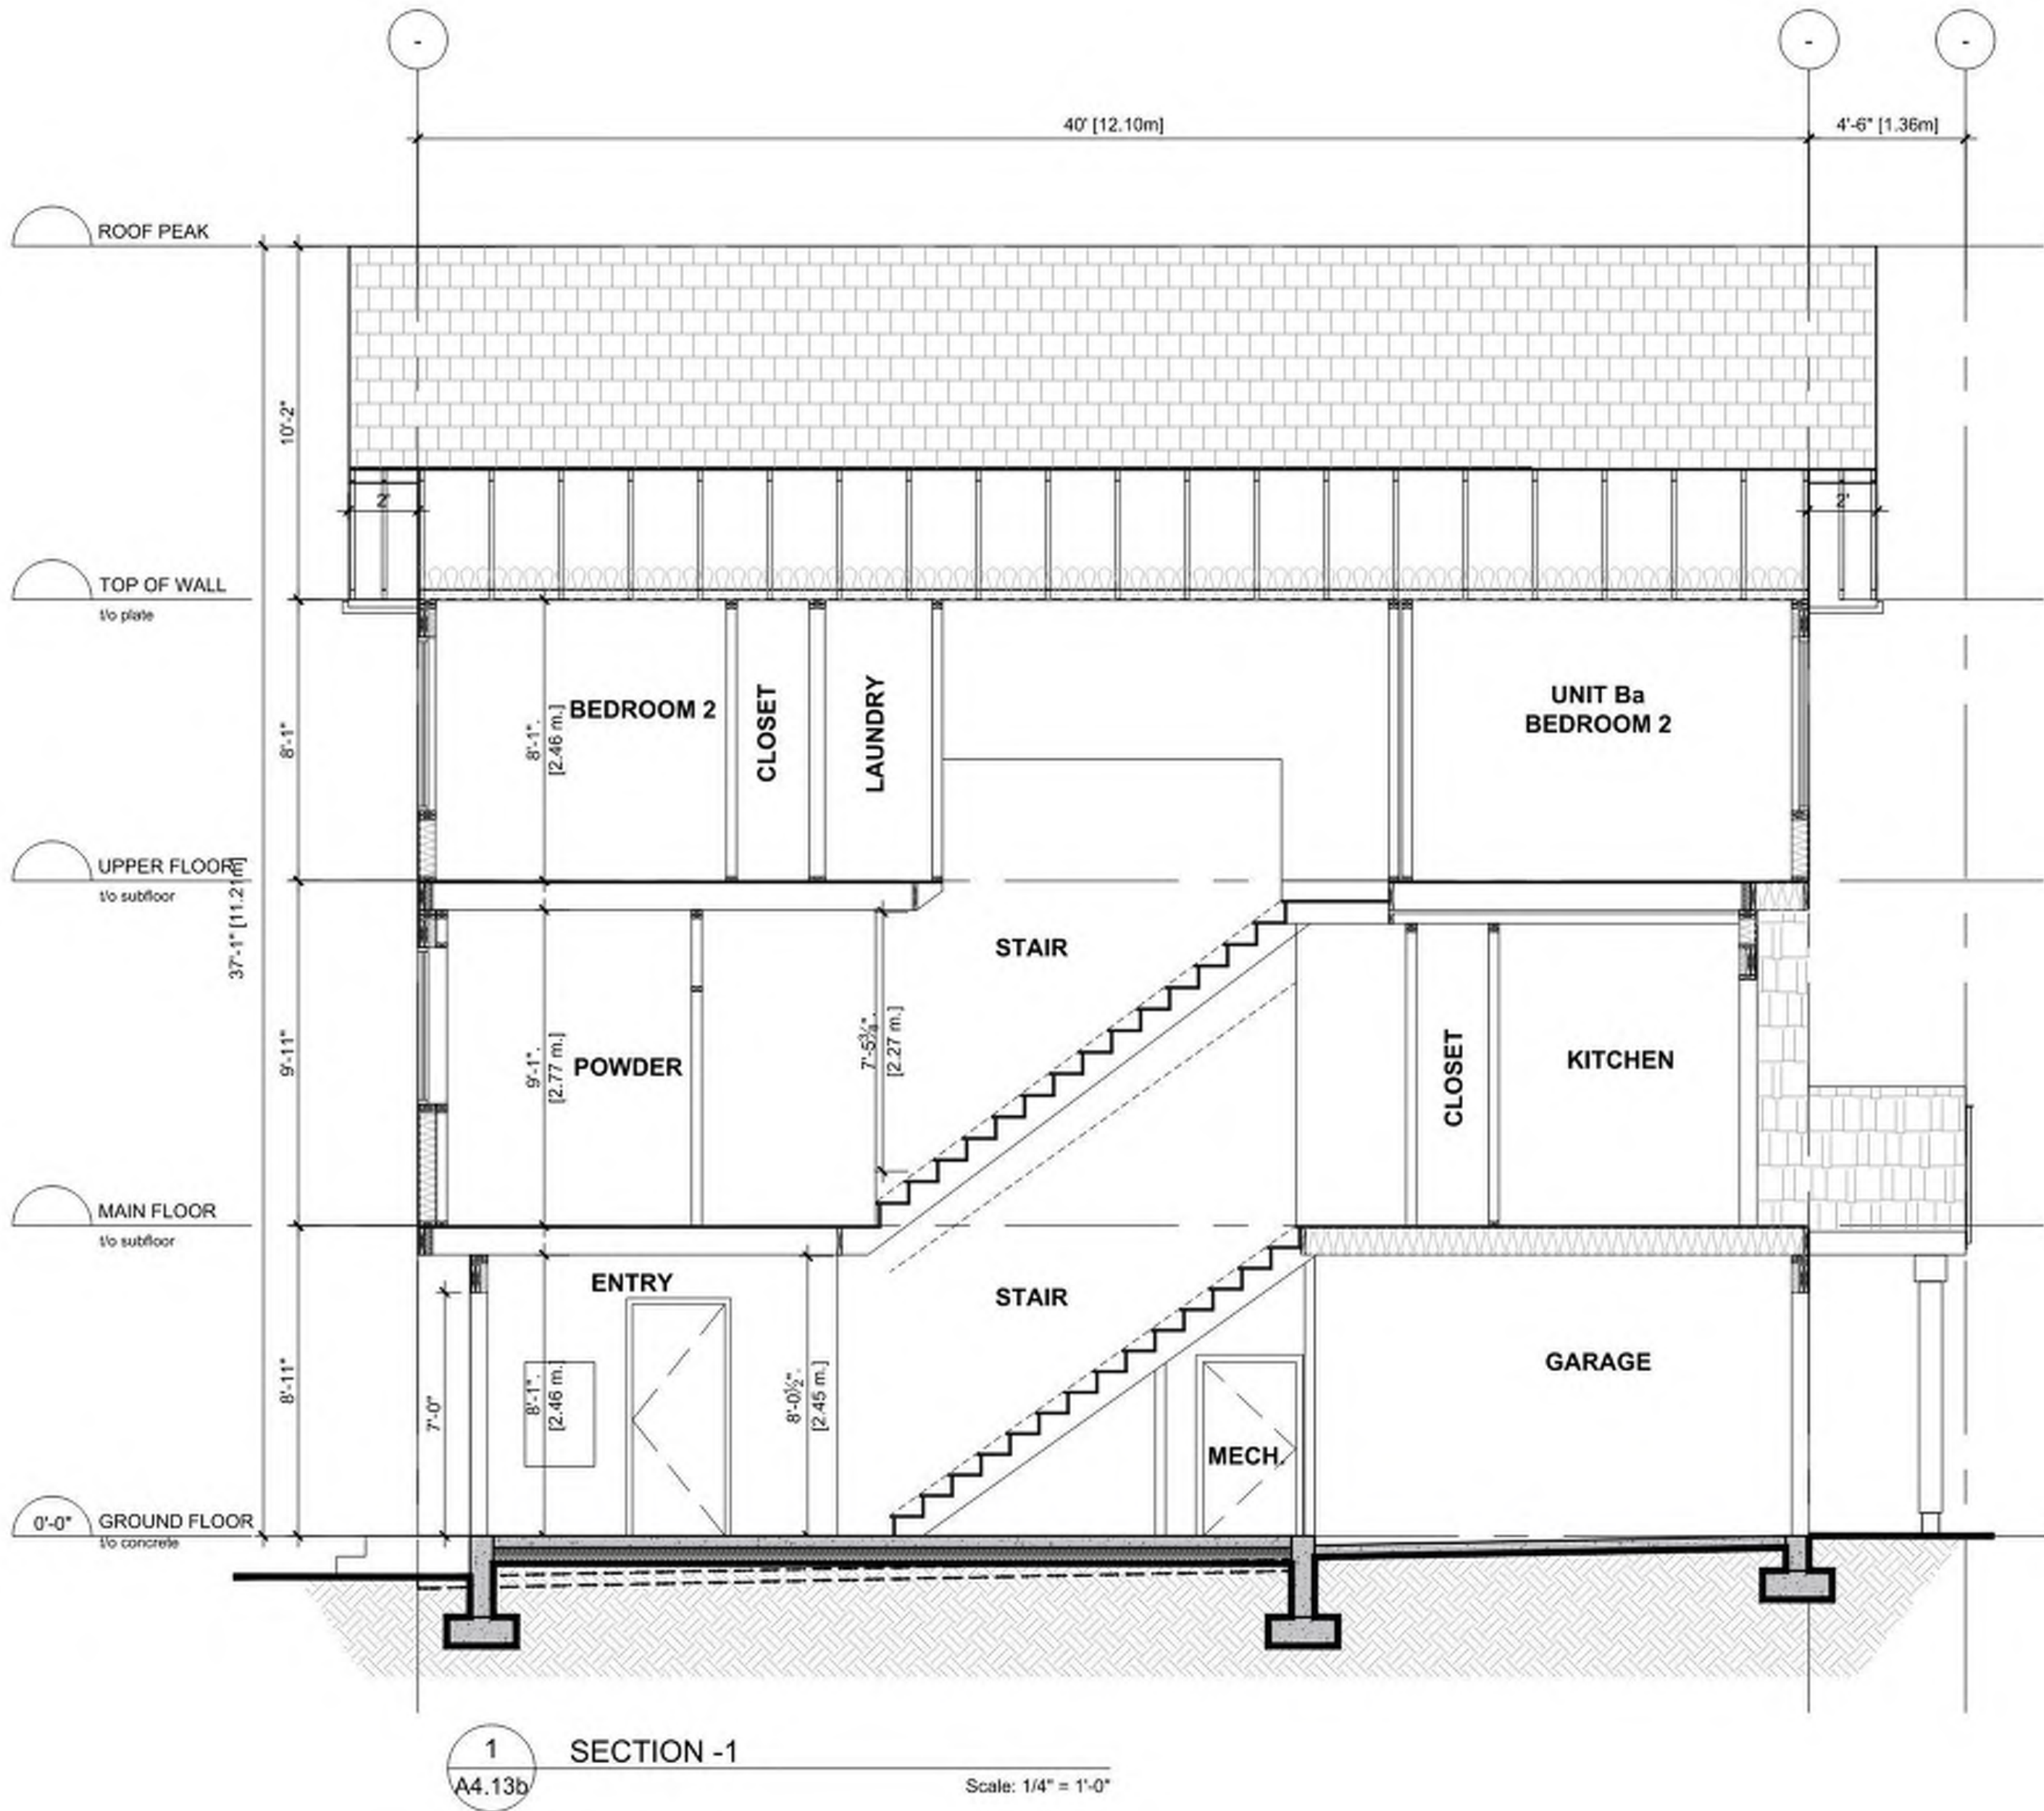 -
-
-
40' [12.10m]
4'-6" [1.36m]
ROOF PEAK
10'-2"
2'
2'
TOP OF WALL
t/o plate
8'-1"
BEDROOM 2
8'-1".
[2.46 m.]
CLOSET
LAUNDRY
UNIT Ba
BEDROOM 2
UPPER FLOOR
t/o subfloor
37'-1" [11.21m]
STAIR
9'-11"
9'-1".
[2.77 m.]
POWDER
7'-5¾".
[2.27 m.]
CLOSET
KITCHEN
MAIN FLOOR
t/o subfloor
ENTRY
STAIR
8'-11"
7'-0"
8'-1".
[2.46 m.]
8'-0½".
[2.45 m.]
GARAGE
MECH.
0'-0"
GROUND FLOOR
t/o concrete
1
A4.13b
SECTION -1
Scale: 1/4" = 1'-0"